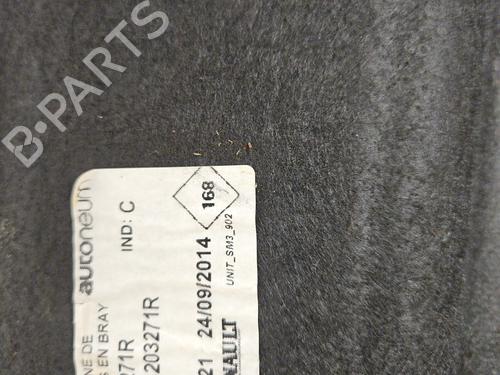 B-PARTS
autoneum
NE DE
S EN BRAY
IND: C
271R
203271R
168
21 24/09/2014
UNIT_SM3_902
NAULT